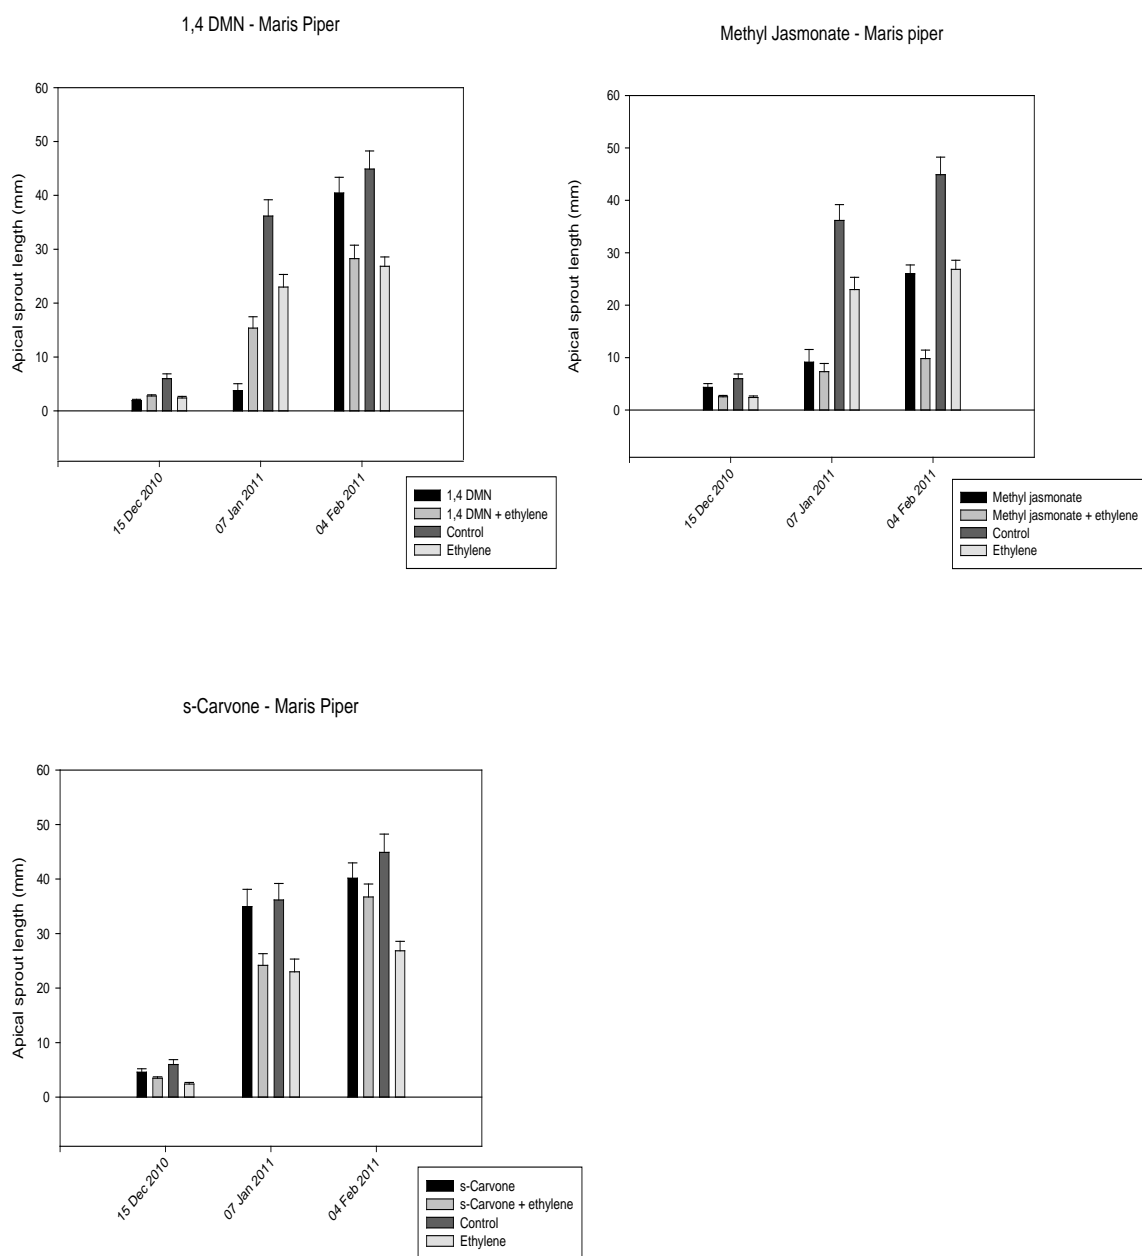 1,4 DMN - Maris Piper
60
50
40
30
20
10
0
Apical sprout length (mm)
15 Dec 2010
07 Jan 2011
04 Feb 2011
1,4 DMN
1,4 DMN + ethylene
Control
Ethylene
Methyl Jasmonate - Maris piper
60
50
40
30
20
10
0
Apical sprout length (mm)
15 Dec 2010
07 Jan 2011
04 Feb 2011
Methyl jasmonate
Methyl jasmonate + ethylene
Control
Ethylene
s-Carvone - Maris Piper
60
50
40
30
20
10
0
Apical sprout length (mm)
15 Dec 2010
07 Jan 2011
04 Feb 2011
s-Carvone
s-Carvone + ethylene
Control
Ethylene